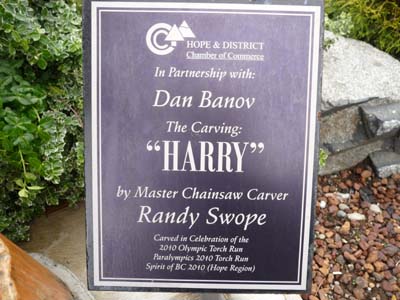 HOPE & DISTRICT
Chamber of Commerce
In Partnership with:
Dan Banov
The Carving:
"HARRY"
by Master Chainsaw Carver
Randy Swope
Carved in Celebration of the
2010 Olympic Torch Run
Paralympics 2010 Torch Run
Spirit of BC 2010 (Hope Region)